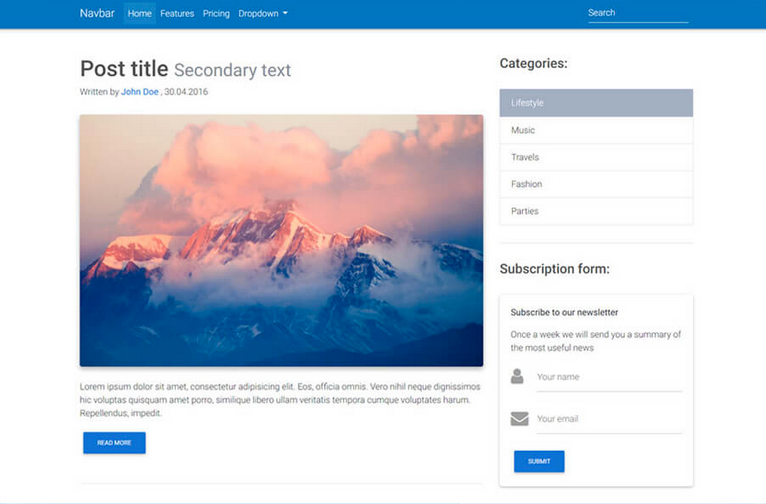 Navbar Home Features Pricing Dropdown Search
Post title Secondary text
Written by John Doe , 30.04.2016
Lorem ipsum dolor sit amet, consectetur adipisicing elit. Eos, officia omnis. Vero nihil neque dignissimos
hic voluptas quisquam amet porro, similique libero ullam veritatis tempora cumque voluptates harum.
Repellendus, impedit.
READ MORE
Categories:
Lifestyle
Music
Travels
Fashion
Parties
Subscription form:
Subscribe to our newsletter
Once a week we will send you a summary of
the most useful news
Your name
Your email
SUBMIT